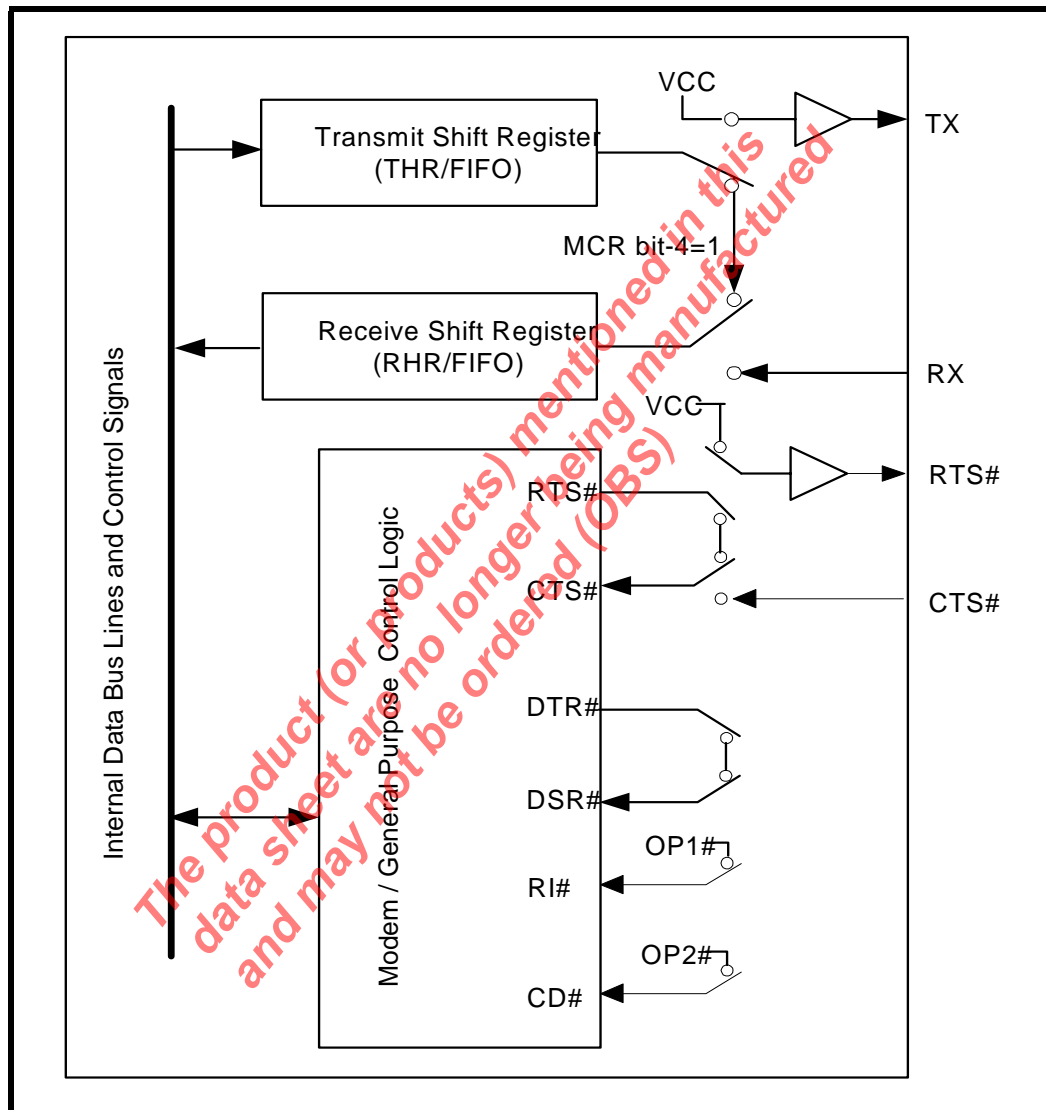 VCC
TX
Transmit Shift Register
(THR/FIFO)
MCR bit-4=1
Receive Shift Register
(RHR/FIFO)
RX
VCC
RTS#
RTS#
CTS#
CTS#
Internal Data Bus Lines and Control Signals
Modem / General Purpose Control Logic
DTR#
DSR#
OP1#
RI#
OP2#
CD#
The product (or products) mentioned in this
data sheet are no longer being manufactured
and may not be ordered (OBS)